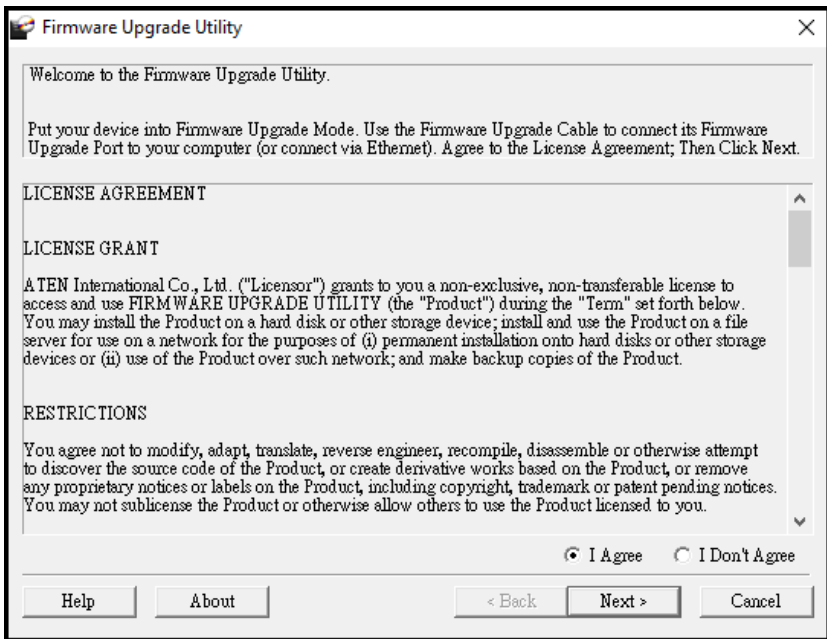 Firmware Upgrade Utility
Welcome to the Firmware Upgrade Utility.
Put your device into Firmware Upgrade Mode. Use the Firmware Upgrade Cable to connect its Firmware
Upgrade Port to your computer (or connect via Ethernet). Agree to the License Agreement; Then Click Next.
LICENSE AGREEMENT
LICENSE GRANT
ATEN International Co., Ltd. ("Licensor") grants to you a non-exclusive, non-transferable license to
access and use FIRMWARE UPGRADE UTILITY (the "Product") during the "Term" set forth below.
You may install the Product on a hard disk or other storage device; install and use the Product on a file
server for use on a network for the purposes of (i) permanent installation onto hard disks or other storage
devices or (ii) use of the Product over such network; and make backup copies of the Product.
RESTRICTIONS
You agree not to modify, adapt, translate, reverse engineer, recompile, disassemble or otherwise attempt
to discover the source code of the Product, or create derivative works based on the Product, or remove
any proprietary notices or labels on the Product, including copyright, trademark or patent pending notices.
You may not sublicense the Product or otherwise allow others to use the Product licensed to you.
I Agree I Don't Agree
Help About < Back Next > Cancel